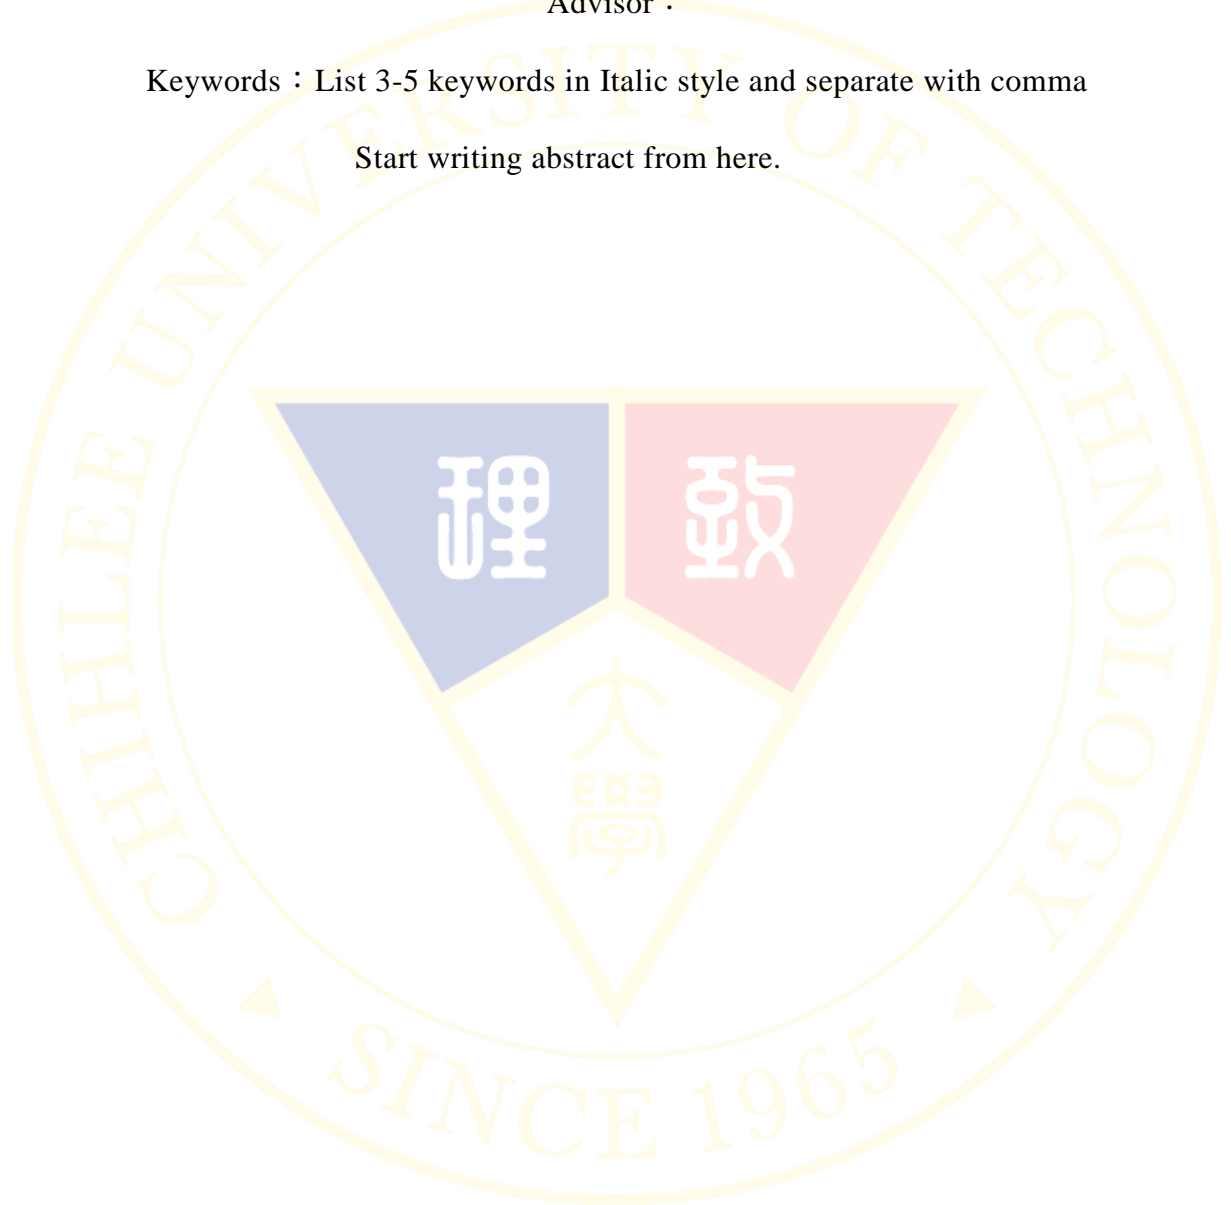 Advisor：
Keywords：List 3-5 keywords in Italic style and separate with comma
Start writing abstract from here.
CHIHLEE UNIVERSITY OF TECHNOLOGY
理 致
大
學
SINCE 1965